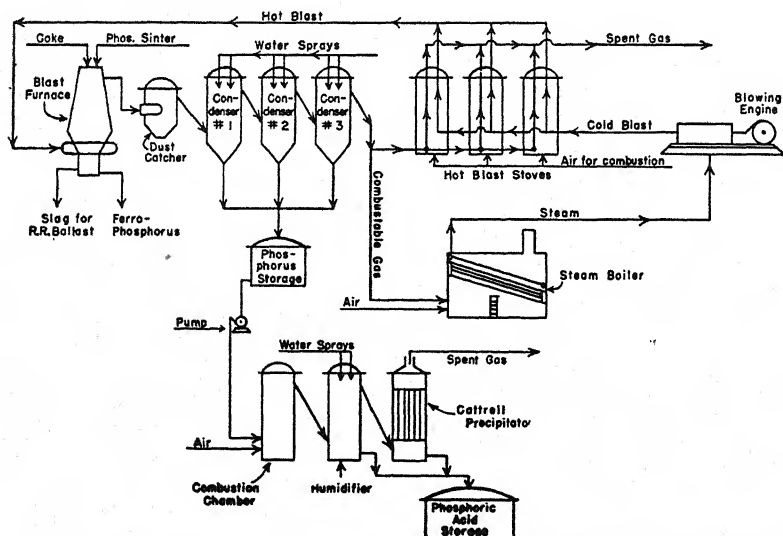 Hot Blast
Coke
Phos. Sinter
Water Sprays
Spent Gas
Blast
Furnace
Con-
denser
# 1
Con-
denser
# 2
Con-
denser
# 3
Dust
Catcher
Blowing
Engine
Cold Blast
Air for combustion
Hot Blast Stoves
Slag for
R.R. Ballast
Ferro-
Phosphorus
Combustable Gas
Steam
Phos-
phorus
Storage
Steam Boiler
Air
Pump
Water Sprays
Spent Gas
Cattrell
Precipitato
Air
Combustion
Chamber
Humidifier
Phosphoric
Acid
Storage